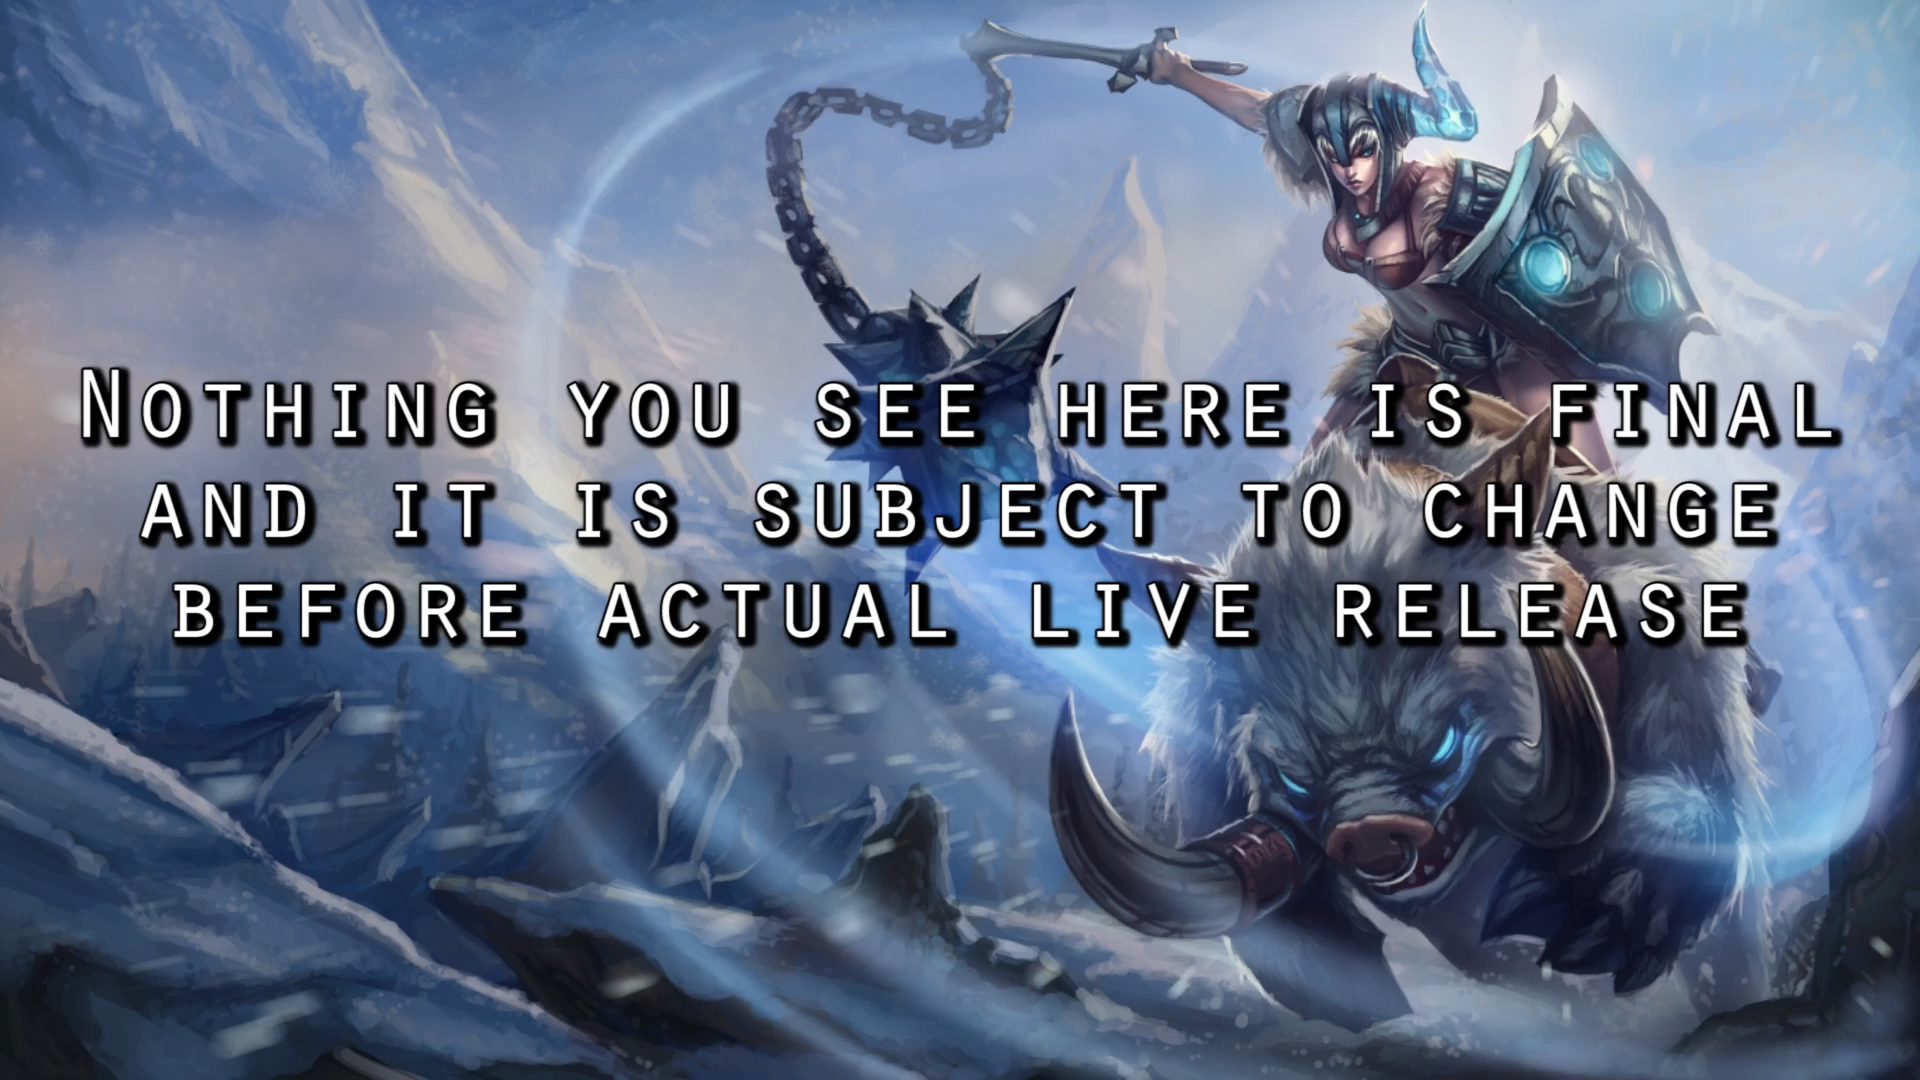 Nothing you see here is final
and it is subject to change
before actual live release